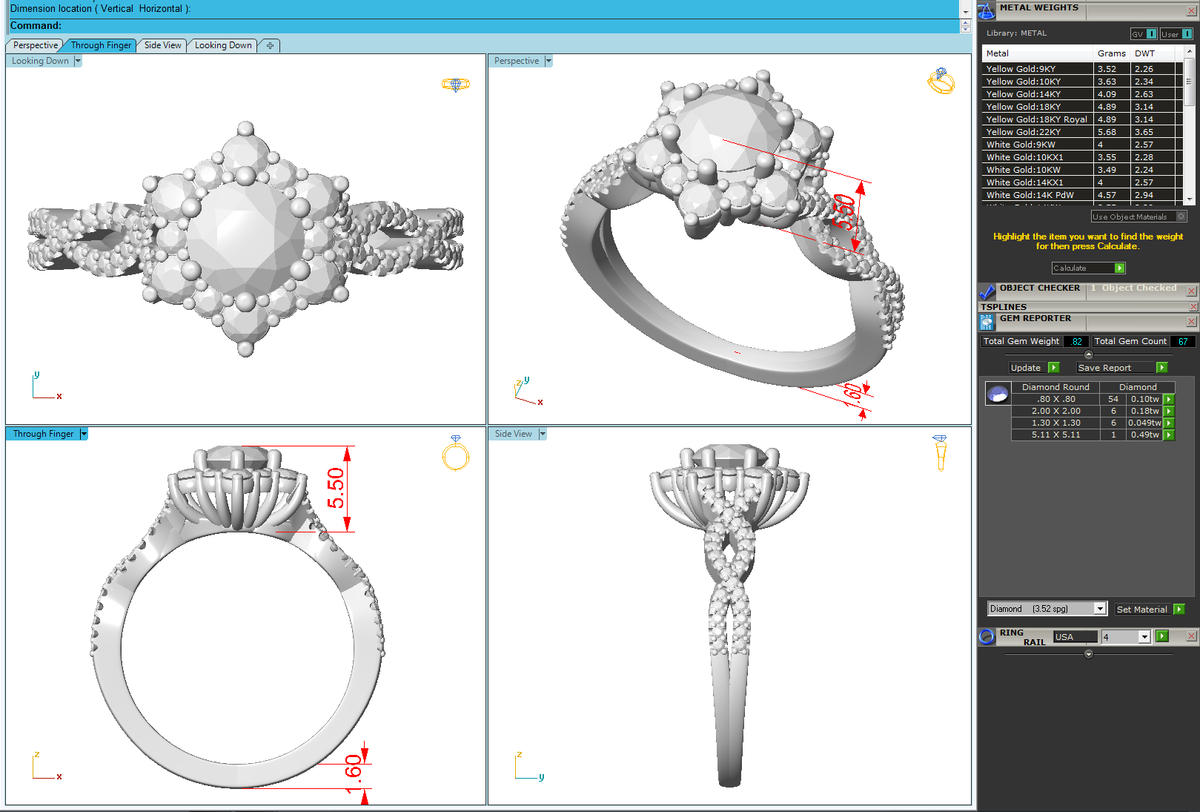 Dimension location ( Vertical  Horizontal ):
Command:
Perspective
Through Finger
Side View
Looking Down
Looking Down
y
x
Perspective
5.50
1.60
z
y
x
Through Finger
5.50
1.60
z
x
Side View
z
y
METAL WEIGHTS
Library: METAL
GV
User
Metal Grams DWT
Yellow Gold:9KY 3.52 2.26
Yellow Gold:10KY 3.63 2.34
Yellow Gold:14KY 4.09 2.63
Yellow Gold:18KY 4.89 3.14
Yellow Gold:18KY Royal 4.89 3.14
Yellow Gold:22KY 5.68 3.65
White Gold:9KW 4 2.57
White Gold:10KX1 3.55 2.28
White Gold:10KW 3.49 2.24
White Gold:14KX1 4 2.57
White Gold:14K PdW 4.57 2.94
Use Object Materials
Highlight the item you want to find the weight
for then press Calculate.
Calculate
OBJECT CHECKER 1 Object Checked
TSPLINES
GEM REPORTER
Total Gem Weight .82 Total Gem Count 67
Update Save Report
Diamond Round Diamond
.80 X .80 54 0.10tw
2.00 X 2.00 6 0.18tw
1.30 X 1.30 6 0.049tw
5.11 X 5.11 1 0.49tw
Diamond (3.52 spg) Set Material
RING
RAIL USA 4